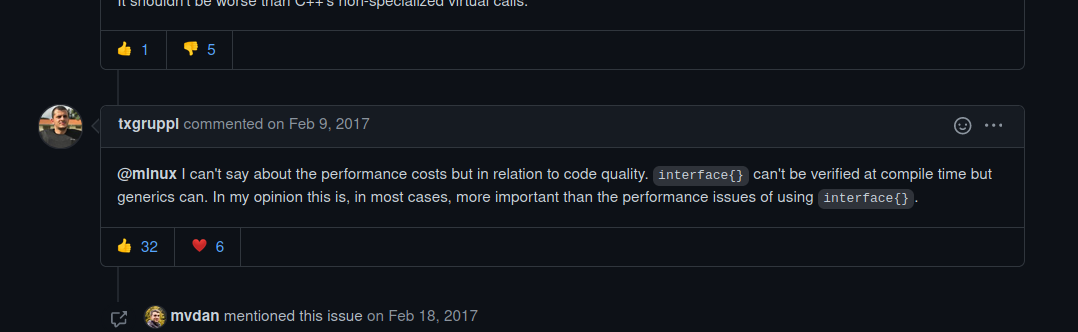 It shouldn't be worse than C++'s non-specialized virtual calls.
👍 1 👎 5
txgruppi commented on Feb 9, 2017
@minux I can't say about the performance costs but in relation to code quality. interface{} can't be verified at compile time but
generics can. In my opinion this is, in most cases, more important than the performance issues of using interface{}.
👍 32 ❤️ 6
mvdan mentioned this issue on Feb 18, 2017